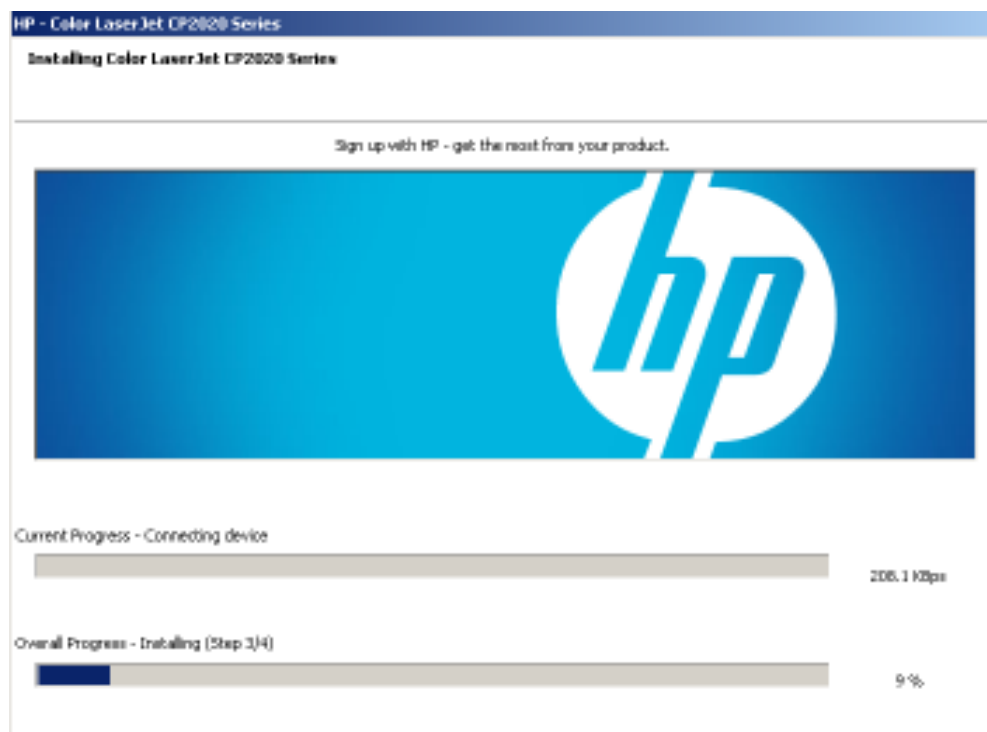 HP - Color LaserJet CP2020 Series
Installing Color LaserJet CP2020 Series
Sign up with HP - get the most from your product.
hp
Current Progress - Connecting device
208.1 KBps
Overall Progress - Installing (Step 3/4)
9 %